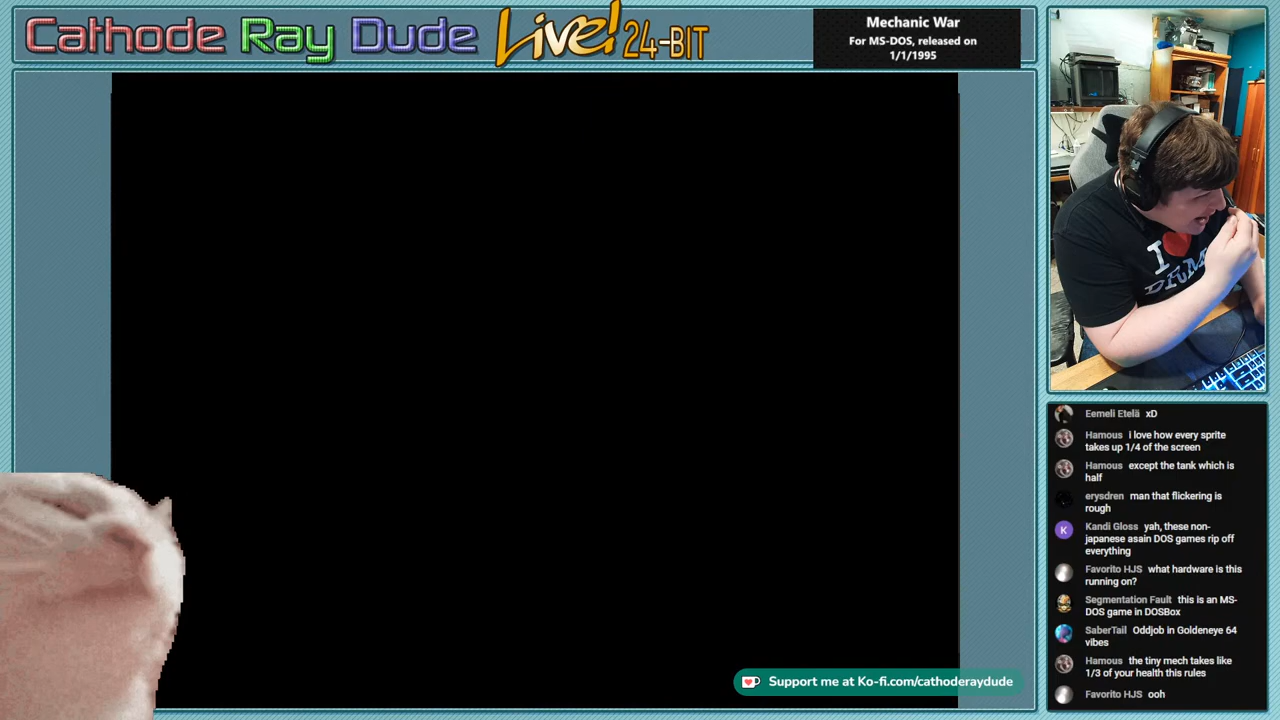 Cathode Ray Dude Live! 24-BIT
Mechanic War
For MS-DOS, released on
1/1/1995
I ♥
DRM
Eemeli Etelä xD
Hamous I love how every sprite
takes up 1/4 of the screen
Hamous except the tank which is
half
erysdren man that flickering is
rough
K Kandi Gloss yah, these non-
japanese asain DOS games rip off
everything
Favorito HJS what hardware is this
running on?
Segmentation Fault this is an MS-
DOS game in DOSBox
SaberTail Oddjob in Goldeneye 64
vibes
Hamous the tiny mech takes like
1/3 of your health this rules
Favorito HJS ooh
Support me at Ko-fi.com/cathoderaydude